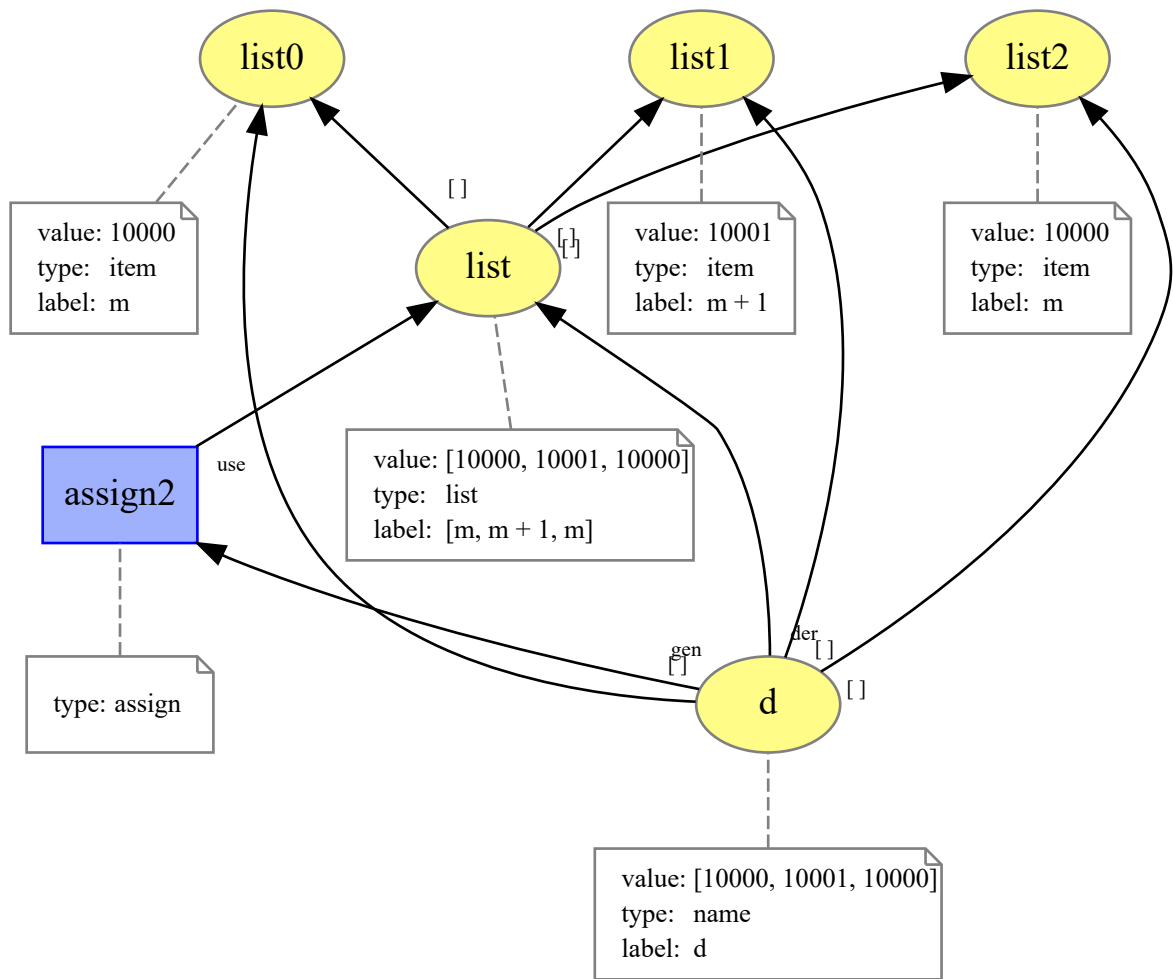 list0
list1
list2
[ ]
value: 10000
type: item
label: m
[ ]
[ ]
value: 10001
type: item
label: m + 1
value: 10000
type: item
label: m
list
use
value: [10000, 10001, 10000]
type: list
label: [m, m + 1, m]
assign2
gen
[ ]
der
[ ]
[ ]
type: assign
d
value: [10000, 10001, 10000]
type: name
label: d